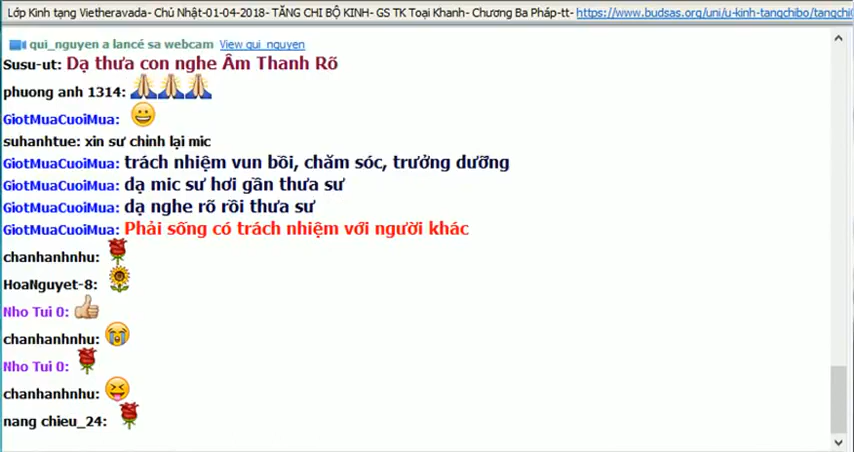 Lớp Kinh tạng Vietheravada- Chủ Nhật-01-04-2018- TĂNG CHI BỘ KINH- GS TK Toại Khanh- Chương Ba Pháp-tt- https://www.budsas.org/uni/u-kinh-tangchibo/tangchi0
qui_nguyen a lancé sa webcam View qui_nguyen
Susu-ut: Dạ thưa con nghe Âm Thanh Rõ
phuong anh 1314: 🙏🙏🙏
GiotMuaCuoiMua: 😀
suhanhtue: xin sư chinh lại mic
GiotMuaCuoiMua: trách nhiệm vun bồi, chăm sóc, trưởng dưỡng
GiotMuaCuoiMua: dạ mic sư hơi gần thưa sư
GiotMuaCuoiMua: dạ nghe rõ rồi thưa sư
GiotMuaCuoiMua: Phải sống có trách nhiệm với người khác
chanhanhnhu: 🌹
HoaNguyet-8: 🌻
Nho Tui 0: 👍
chanhanhnhu: 😭
Nho Tui 0: 🌹
chanhanhnhu: 😝
nang chieu_24: 🌹